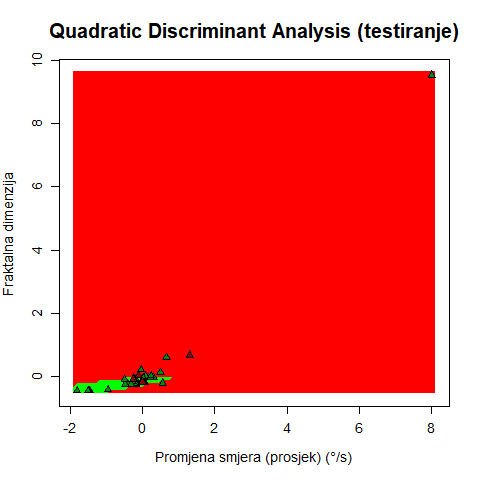 Quadratic Discriminant Analysis (testiranje)
Fraktalna dimenzija
10
8
6
4
2
0
-2 0 2 4 6 8
Promjena smjera (prosjek) (°/s)